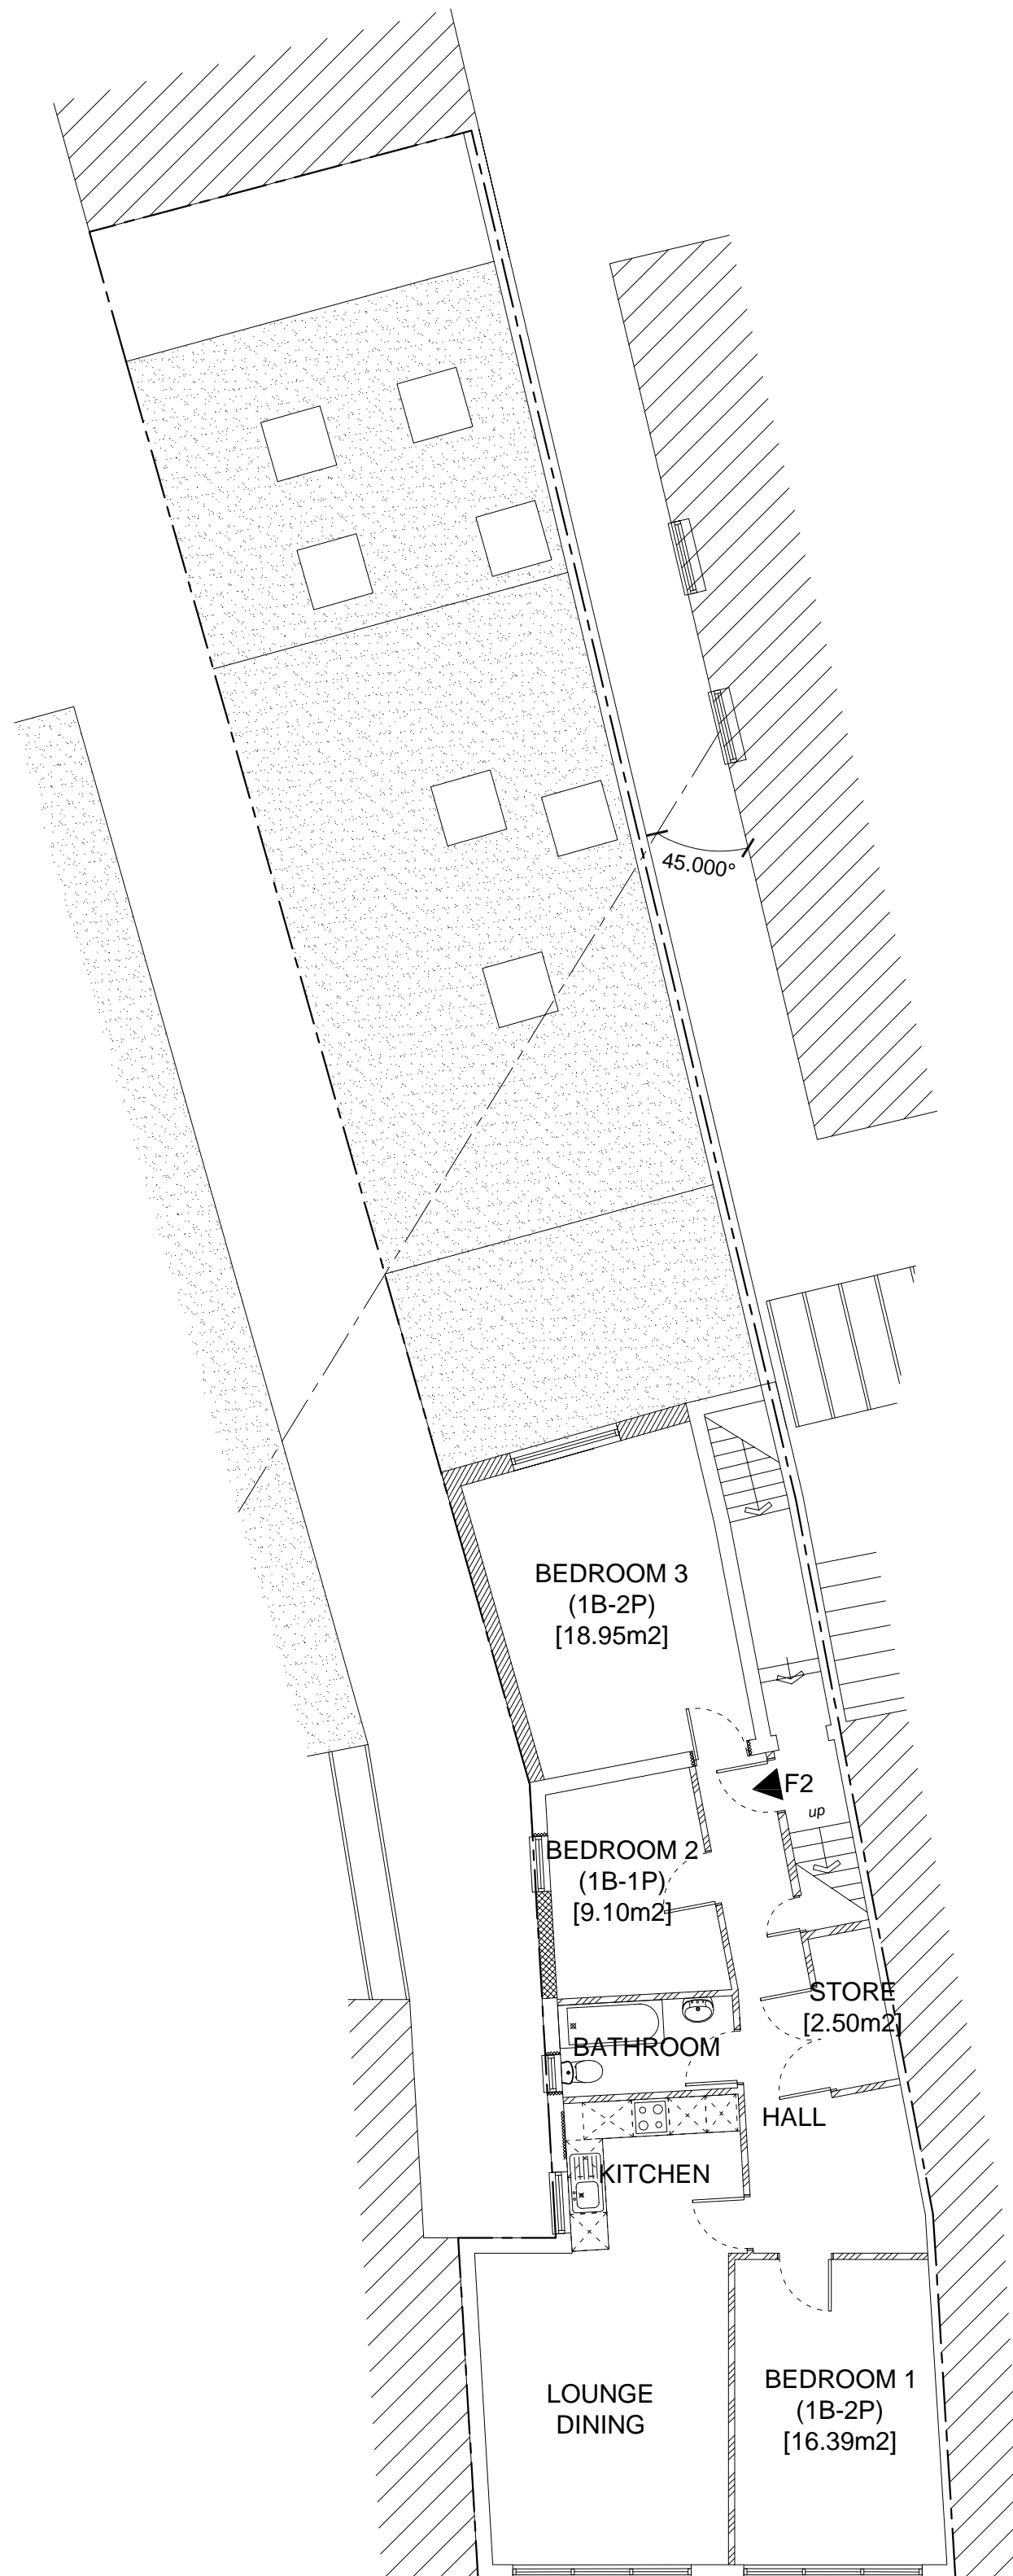 45.000°
BEDROOM 3
(1B-2P)
[18.95m2]
F2
up
BEDROOM 2
(1B-1P)
[9.10m2]
STORE
[2.50m2]
BATHROOM
HALL
KITCHEN
LOUNGE
DINING
BEDROOM 1
(1B-2P)
[16.39m2]